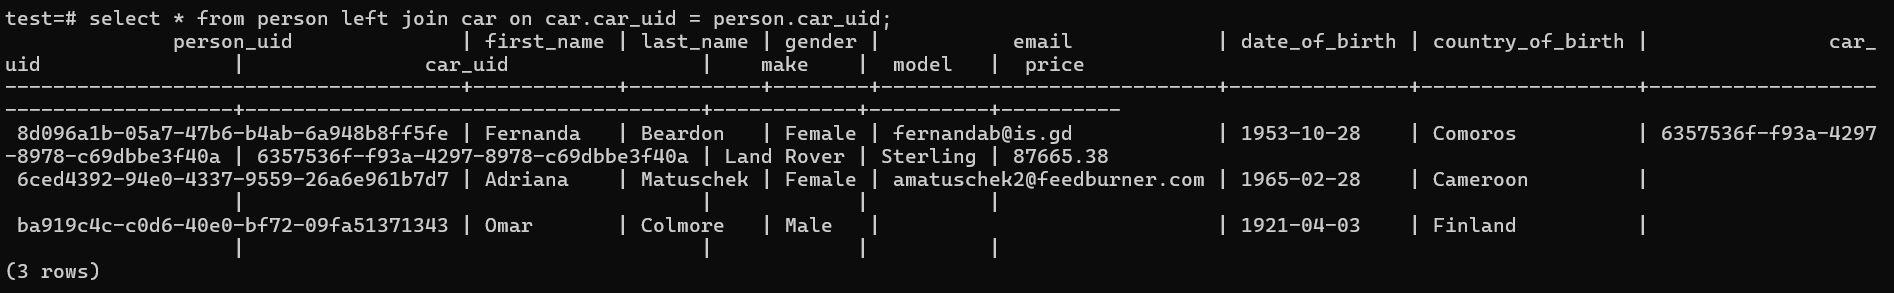 test=# select * from person left join car on car.car_uid = person.car_uid;
              person_uid              | first_name | last_name | gender |           email            | date_of_birth | country_of_birth |               car_
uid                |               car_uid                |    make    |  model   |  price
--------------------------------------+------------+-----------+--------+----------------------------+---------------+------------------+-------------------
-------------------+--------------------------------------+------------+----------+----------
 8d096a1b-05a7-47b6-b4ab-6a948b8ff5fe | Fernanda   | Beardon   | Female | fernandab@is.gd            | 1953-10-28    | Comoros          | 6357536f-f93a-4297
-8978-c69dbbe3f40a | 6357536f-f93a-4297-8978-c69dbbe3f40a | Land Rover | Sterling | 87665.38
 6ced4392-94e0-4337-9559-26a6e961b7d7 | Adriana    | Matuschek | Female | amatuschek2@feedburner.com | 1965-02-28    | Cameroon         |
                   |                                      |            |          |
 ba919c4c-c0d6-40e0-bf72-09fa51371343 | Omar       | Colmore   | Male   |                            | 1921-04-03    | Finland          |
                   |                                      |            |          |
(3 rows)